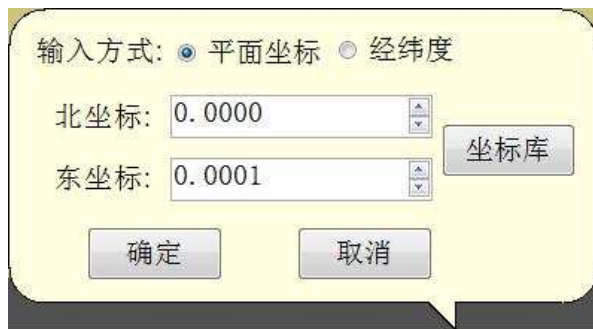 输入方式: 平面坐标 经纬度
北坐标: 0.0000
坐标库
东坐标: 0.0001
确定 取消